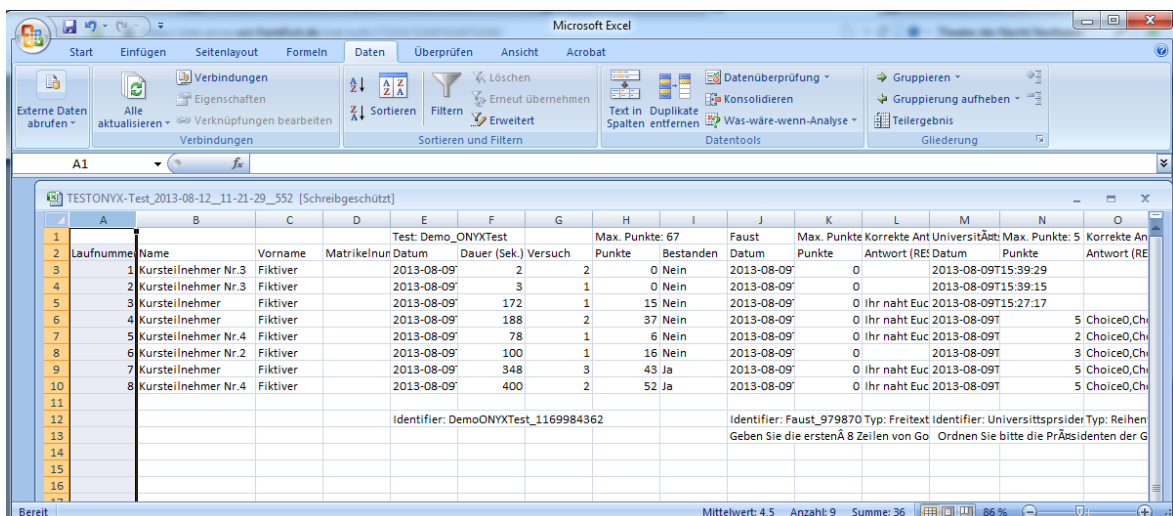 Microsoft Excel
Start Einfügen Seitenlayout Formeln Daten Überprüfen Ansicht Acrobat
Externe Daten abrufen
Alle aktualisieren
Verbindungen
Eigenschaften
Verknüpfungen bearbeiten
Verbindungen
Sortieren
Filtern
Löschen
Erneut übernehmen
Erweitert
Sortieren und Filtern
Text in Spalten
Duplikate entfernen
Datenüberprüfung
Konsolidieren
Was-wäre-wenn-Analyse
Datentools
Gruppieren
Gruppierung aufheben
Teilergebnis
Gliederung
A1 fx
TESTONYX-Test_2013-08-12__11-21-29__552 [Schreibgeschützt]
A B C D E F G H I J K L M N O
1 Test: Demo_ONYXTest Max. Punkte: 67 Faust Max. Punkte Korrekte Ant UniversitÃ¤ts Max. Punkte: 5 Korrekte An
2 Laufnummer Name Vorname Matrikelnum Datum Dauer (Sek.) Versuch Punkte Bestanden Datum Punkte Antwort (RES Datum Punkte Antwort (RE
3 1 Kursteilnehmer Nr.3 Fiktiver 2013-08-09T 2 2 0 Nein 2013-08-09T 0 2013-08-09T15:39:29
4 2 Kursteilnehmer Nr.3 Fiktiver 2013-08-09T 3 1 0 Nein 2013-08-09T 0 2013-08-09T15:39:15
5 3 Kursteilnehmer Fiktiver 2013-08-09T 172 1 15 Nein 2013-08-09T 0 Ihr naht Euc 2013-08-09T15:27:17
6 4 Kursteilnehmer Fiktiver 2013-08-09T 188 2 37 Nein 2013-08-09T 0 Ihr naht Euc 2013-08-09T 5 Choice0,Cho
7 5 Kursteilnehmer Nr.4 Fiktiver 2013-08-09T 78 1 6 Nein 2013-08-09T 0 Ihr naht Euc 2013-08-09T 2 Choice0,Cho
8 6 Kursteilnehmer Nr.2 Fiktiver 2013-08-09T 100 1 16 Nein 2013-08-09T 0 2013-08-09T 3 Choice0,Cho
9 7 Kursteilnehmer Fiktiver 2013-08-09T 348 3 43 Ja 2013-08-09T 0 Ihr naht Euc 2013-08-09T 5 Choice0,Cho
10 8 Kursteilnehmer Nr.4 Fiktiver 2013-08-09T 400 2 52 Ja 2013-08-09T 0 Ihr naht Euc 2013-08-09T 5 Choice0,Cho
11
12 Identifier: DemoONYXTest_1169984362 Identifier: Faust_979870 Typ: Freitext Identifier: Universittsprsider Typ: Reihen
13 Geben Sie die erstenÂ 8 Zeilen von Go Ordnen Sie bitte die PrÃ¤sidenten der G
14
15
16
17
Bereit Mittelwert: 4,5 Anzahl: 9 Summe: 36 86 %